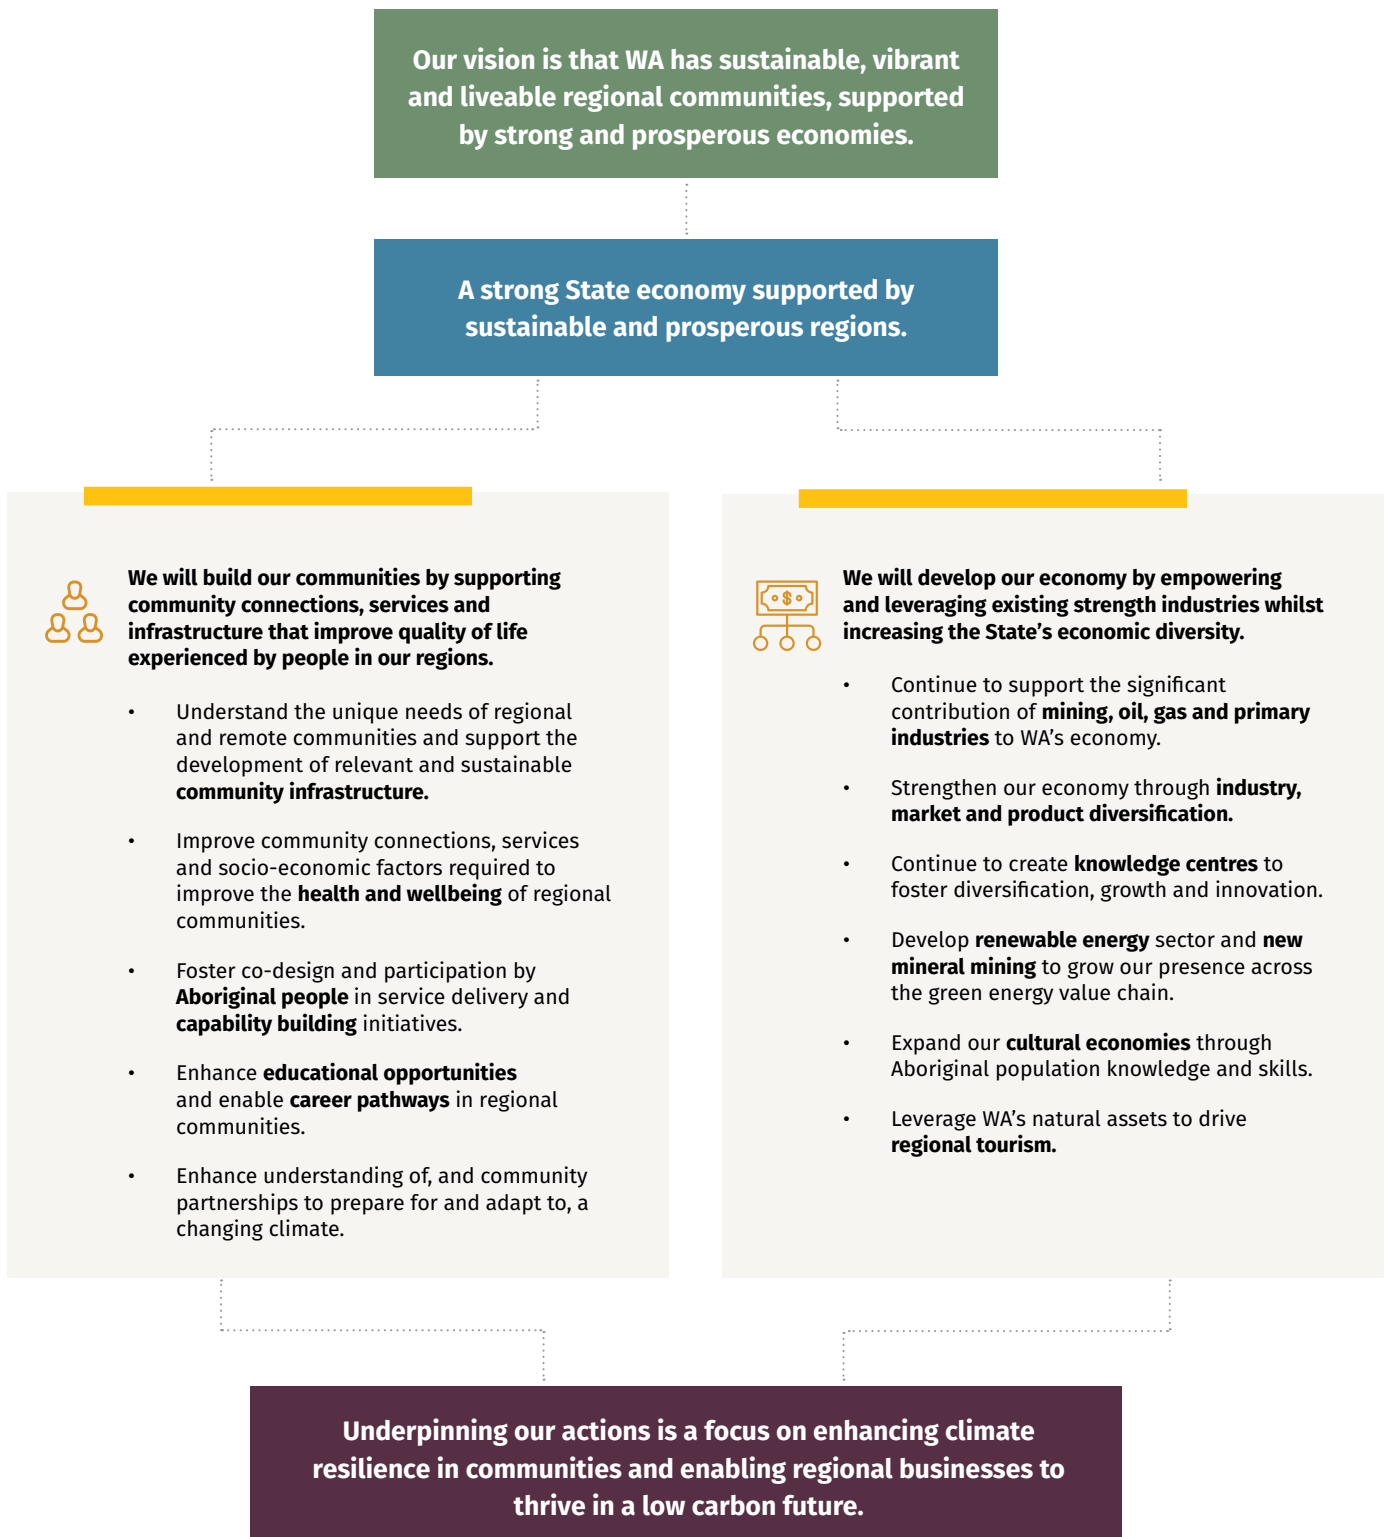 Our vision is that WA has sustainable, vibrant
and liveable regional communities, supported
by strong and prosperous economies.
A strong State economy supported by
sustainable and prosperous regions.
We will build our communities by supporting
community connections, services and
infrastructure that improve quality of life
experienced by people in our regions.
• Understand the unique needs of regional
and remote communities and support the
development of relevant and sustainable
community infrastructure.
• Improve community connections, services
and socio-economic factors required to
improve the health and wellbeing of regional
communities.
• Foster co-design and participation by
Aboriginal people in service delivery and
capability building initiatives.
• Enhance educational opportunities
and enable career pathways in regional
communities.
• Enhance understanding of, and community
partnerships to prepare for and adapt to, a
changing climate.
$
We will develop our economy by empowering
and leveraging existing strength industries whilst
increasing the State’s economic diversity.
• Continue to support the significant
contribution of mining, oil, gas and primary
industries to WA’s economy.
• Strengthen our economy through industry,
market and product diversification.
• Continue to create knowledge centres to
foster diversification, growth and innovation.
• Develop renewable energy sector and new
mineral mining to grow our presence across
the green energy value chain.
• Expand our cultural economies through
Aboriginal population knowledge and skills.
• Leverage WA’s natural assets to drive
regional tourism.
Underpinning our actions is a focus on enhancing climate
resilience in communities and enabling regional businesses to
thrive in a low carbon future.